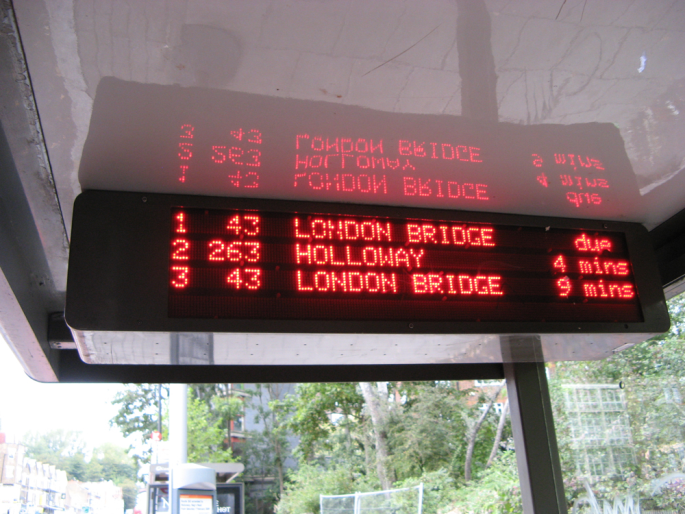 1 43 LONDON BRIDGE due
2 263 HOLLOWAY 4 mins
3 43 LONDON BRIDGE 9 mins